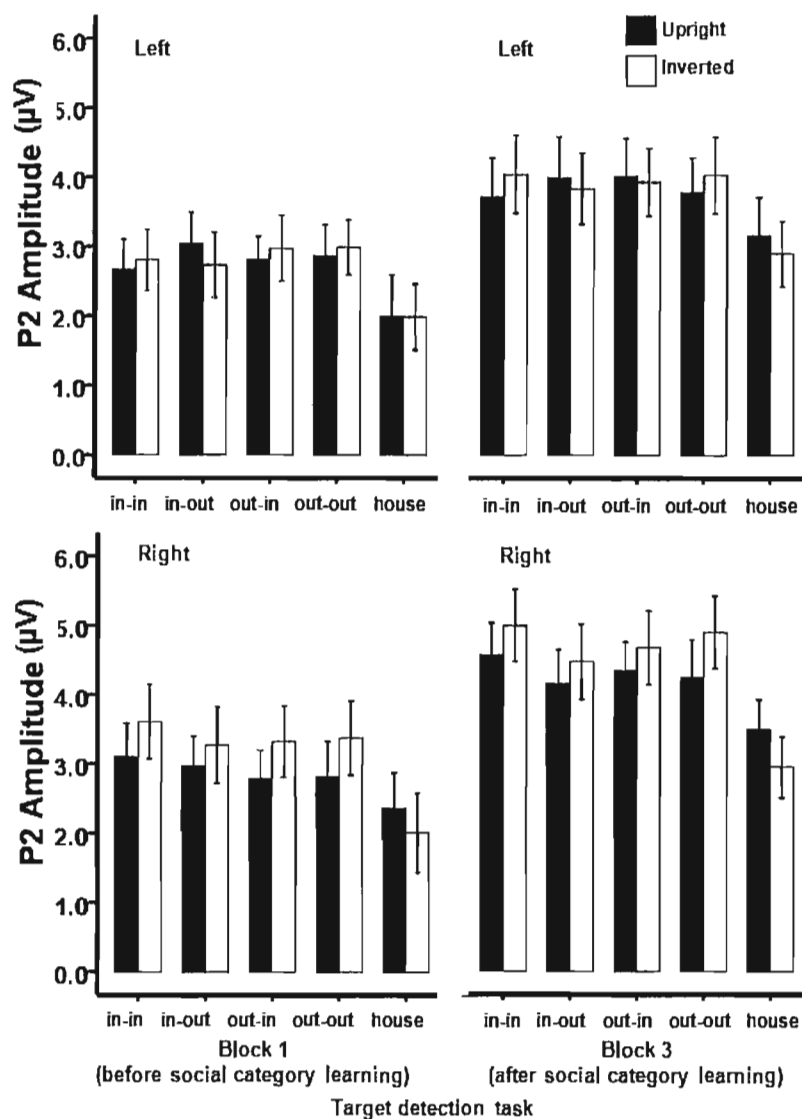 Upright
Inverted
Left
Left
P2 Amplitude (µV)
6.0
5.0
4.0
3.0
2.0
1.0
0.0
in-in in-out out-in out-out house
in-in in-out out-in out-out house
Right
Right
P2 Amplitude (µV)
6.0
5.0
4.0
3.0
2.0
1.0
0.0
in-in in-out out-in out-out house
in-in in-out out-in out-out house
Block 1
(before social category learning)
Block 3
(after social category learning)
Target detection task